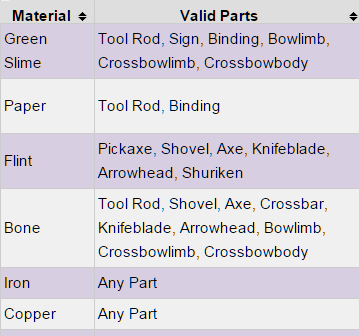 Material Valid Parts
Green Slime Tool Rod, Sign, Binding, Bowlimb,
Crossbowlimb, Crossbowbody
Paper Tool Rod, Binding
Flint Pickaxe, Shovel, Axe, Knifeblade,
Arrowhead, Shuriken
Bone Tool Rod, Shovel, Axe, Crossbar,
Knifeblade, Arrowhead, Bowlimb,
Crossbowlimb, Crossbowbody
Iron Any Part
Copper Any Part